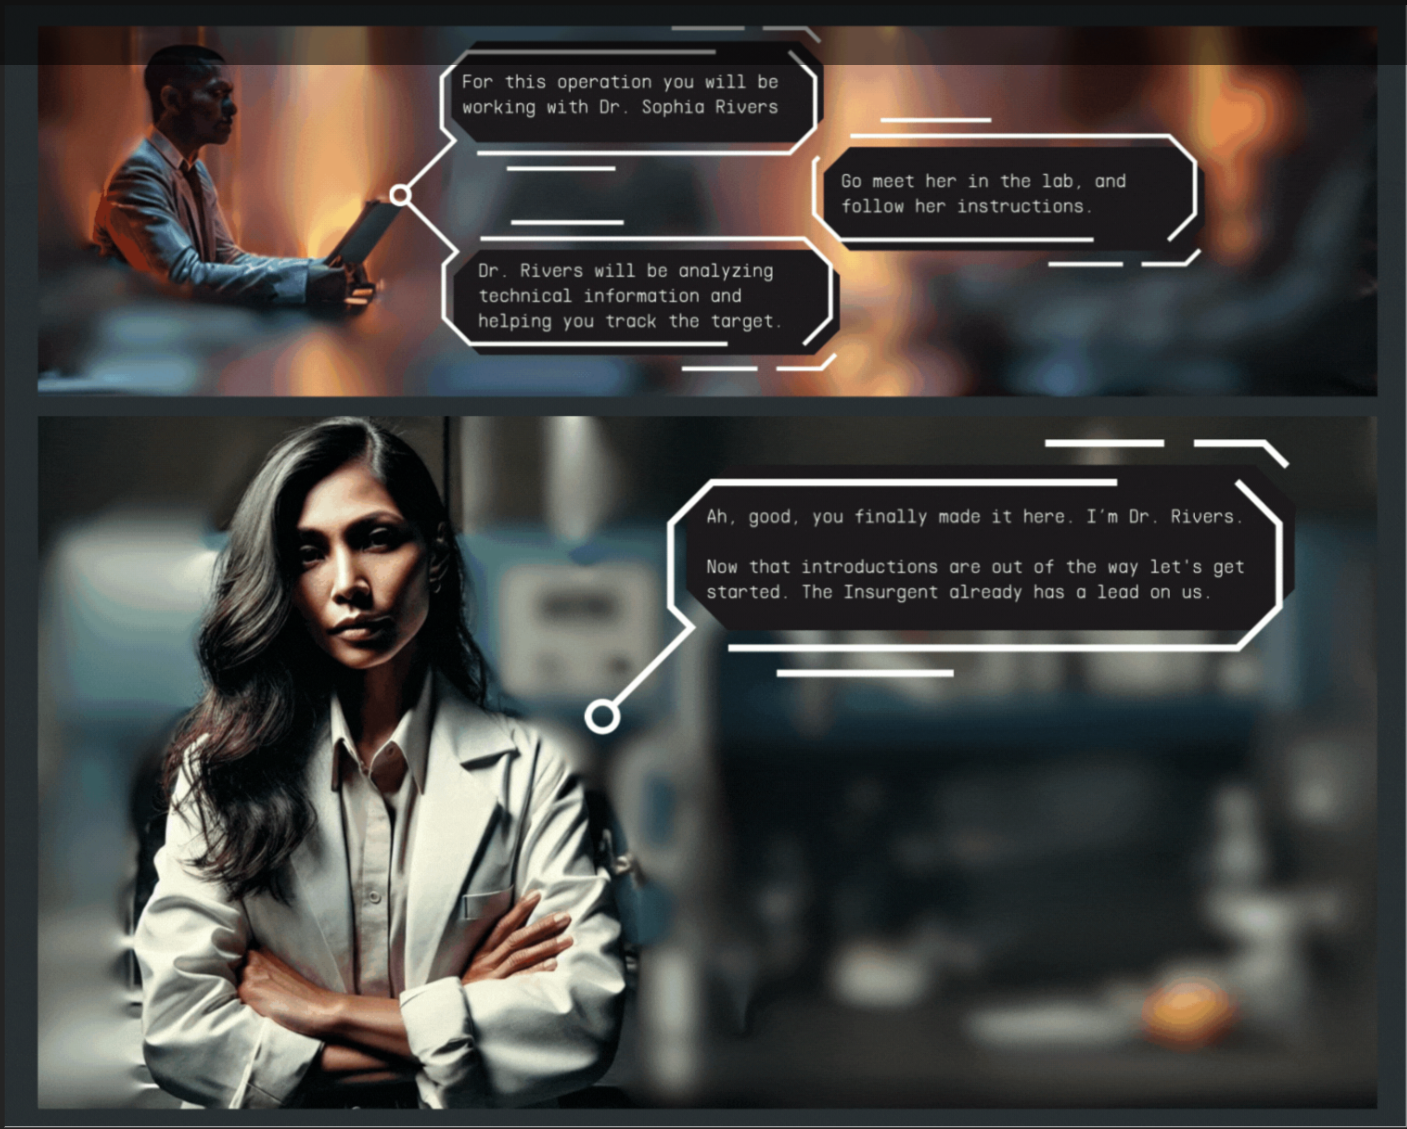 For this operation you will be
working with Dr. Sophia Rivers
Go meet her in the lab, and
follow her instructions.
Dr. Rivers will be analyzing
technical information and
helping you track the target.
Ah, good, you finally made it here. I'm Dr. Rivers.
Now that introductions are out of the way let's get
started. The Insurgent already has a lead on us.